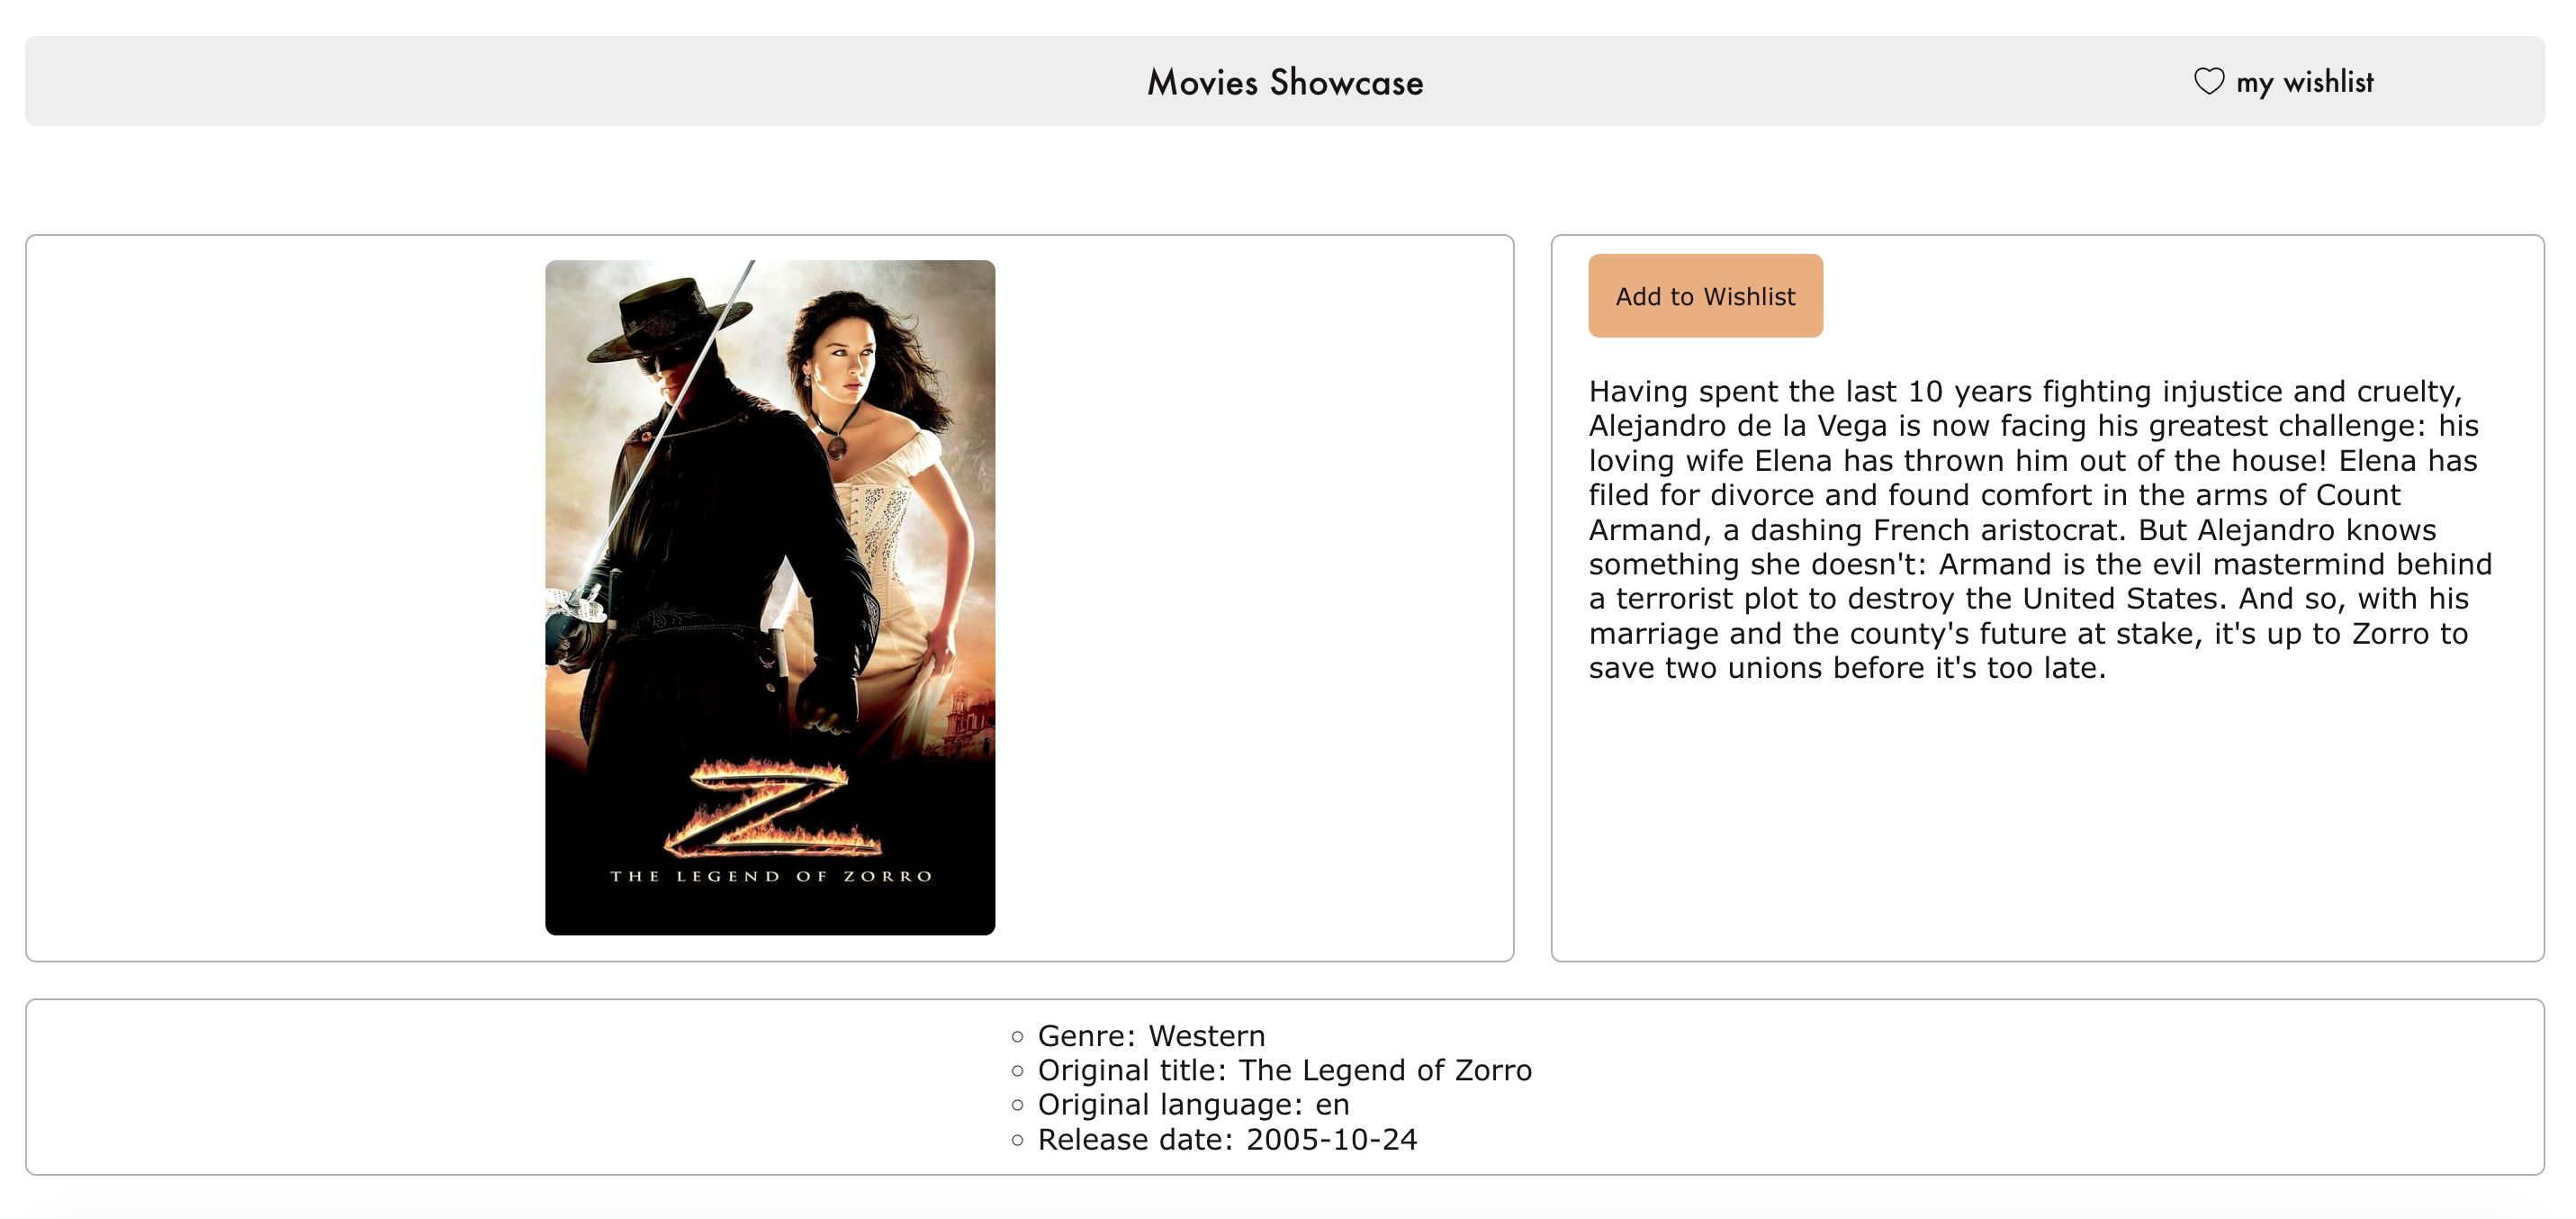 Movies Showcase
my wishlist
Z
THE LEGEND OF ZORRO
Add to Wishlist
Having spent the last 10 years fighting injustice and cruelty,
Alejandro de la Vega is now facing his greatest challenge: his
loving wife Elena has thrown him out of the house! Elena has
filed for divorce and found comfort in the arms of Count
Armand, a dashing French aristocrat. But Alejandro knows
something she doesn't: Armand is the evil mastermind behind
a terrorist plot to destroy the United States. And so, with his
marriage and the county's future at stake, it's up to Zorro to
save two unions before it's too late.
Genre: Western
Original title: The Legend of Zorro
Original language: en
Release date: 2005-10-24